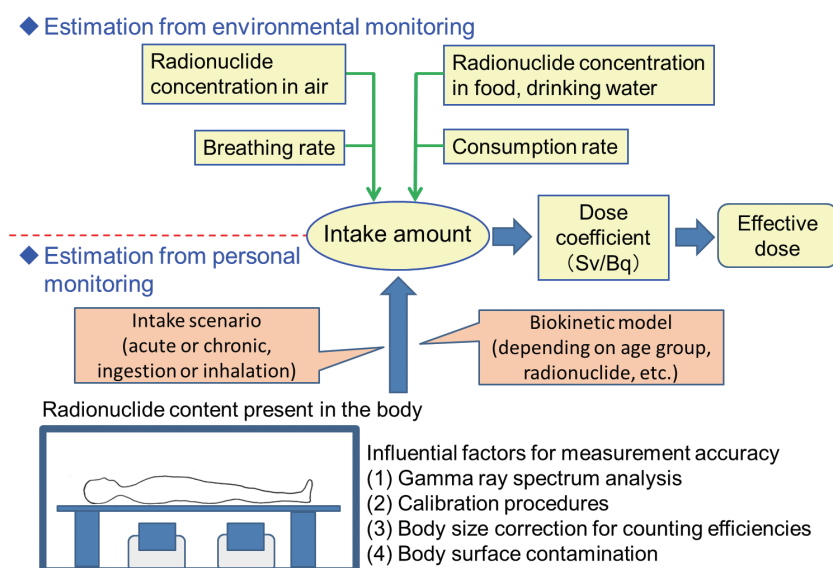 ◆ Estimation from environmental monitoring
Radionuclide
concentration in air
Radionuclide concentration
in food, drinking water
Breathing rate
Consumption rate
Intake amount
Dose
coefficient
（Sv/Bq）
Effective
dose
◆ Estimation from personal
monitoring
Intake scenario
(acute or chronic,
ingestion or inhalation)
Biokinetic model
(depending on age group,
radionuclide, etc.)
Radionuclide content present in the body
Influential factors for measurement accuracy
(1) Gamma ray spectrum analysis
(2) Calibration procedures
(3) Body size correction for counting efficiencies
(4) Body surface contamination